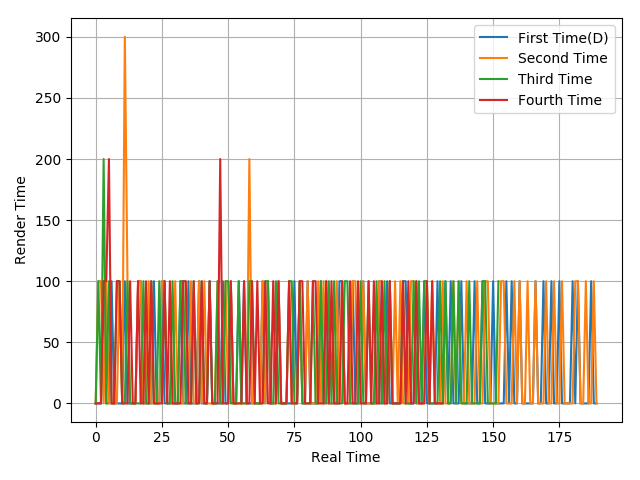 First Time(D)
Second Time
Third Time
Fourth Time
300
250
200
150
100
50
0
Render Time
0 25 50 75 100 125 150 175
Real Time